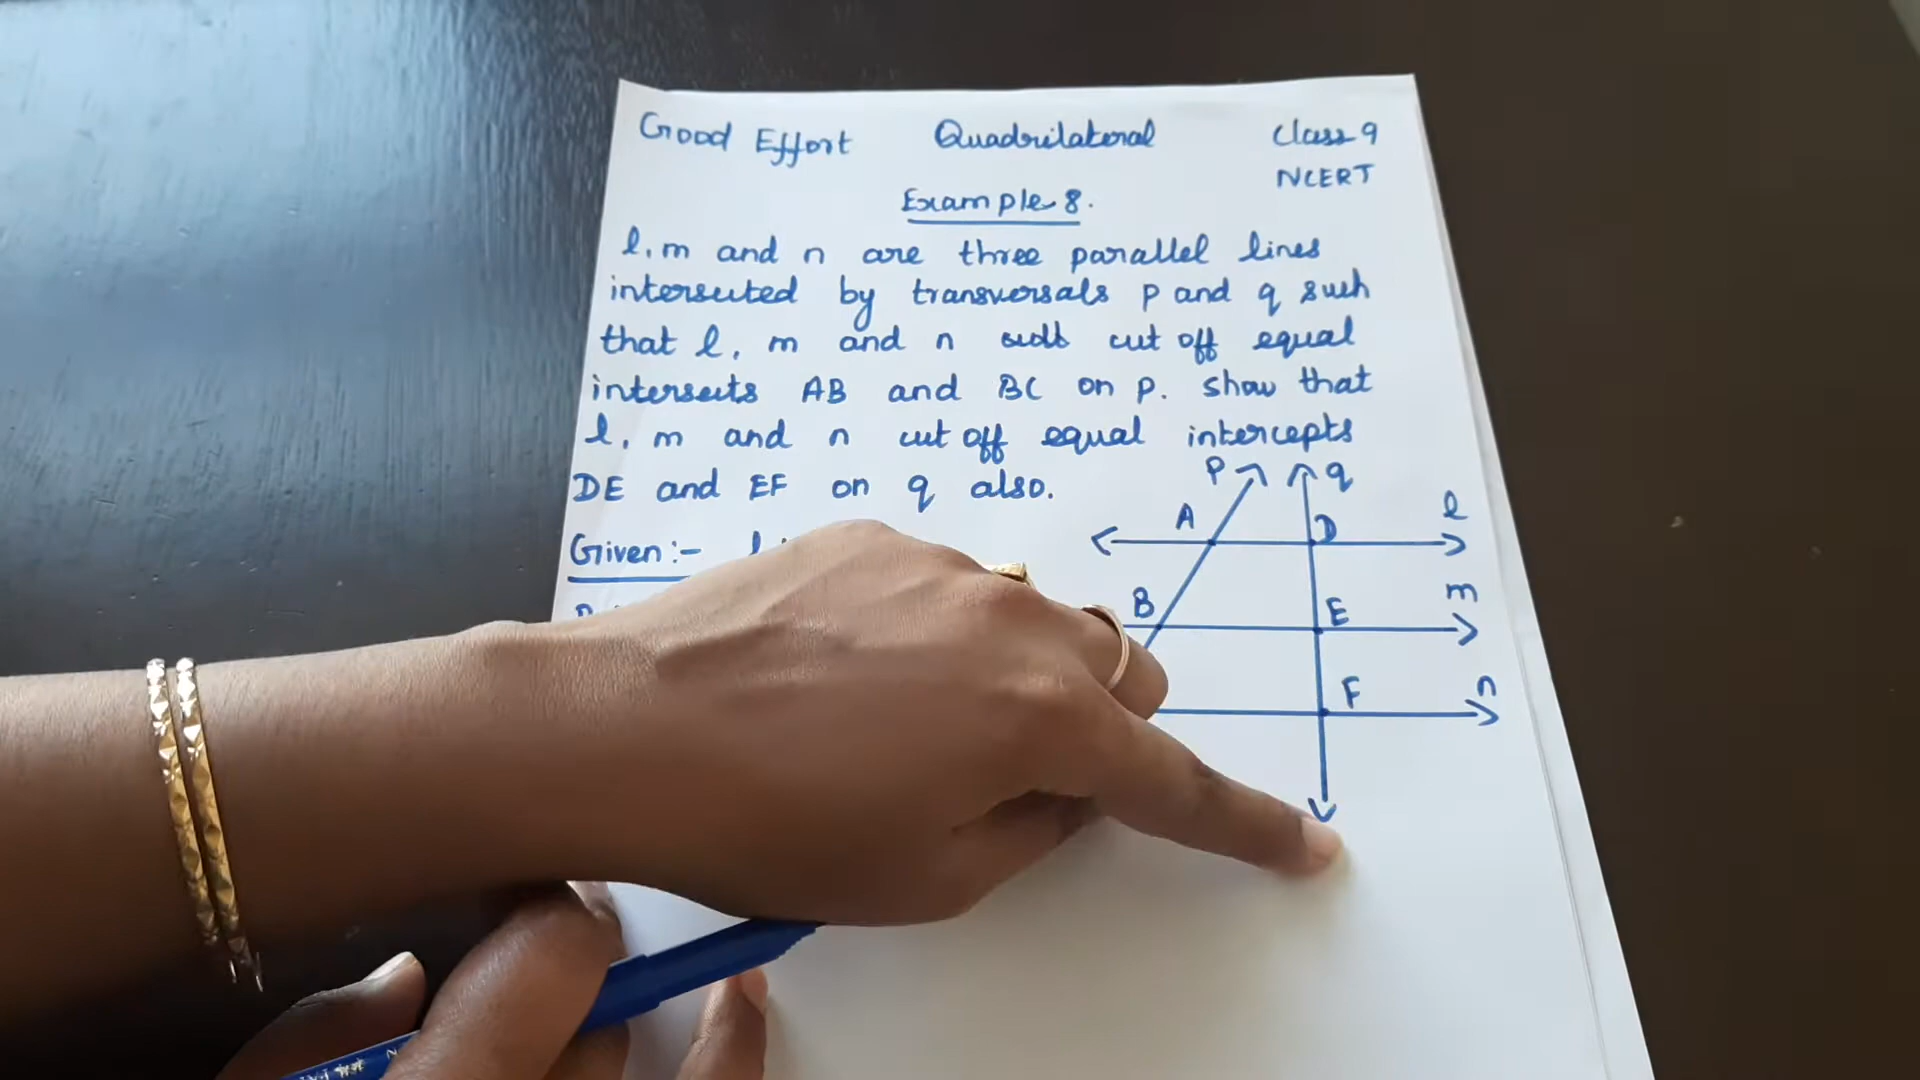 Good Effort Quadrilateral Class 9
NCERT
Example 8.
l, m and n are three parallel lines
intersected by transversals p and q such
that l, m and n cut off equal
intersects AB and BC on p. show that
l, m and n cut off equal intercepts
DE and EF on q also.
P q
A D l
Given :-
B E m
F n